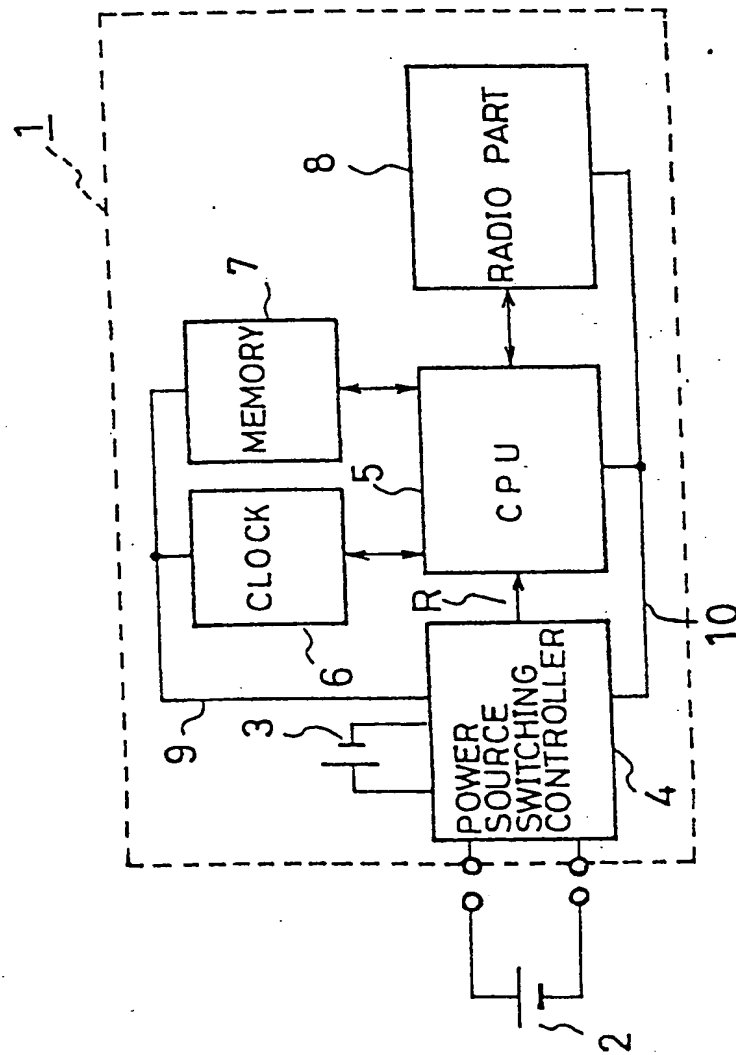 1
7
8
MEMORY
CLOCK
RADIO PART
6
5
9
3
R
CPU
POWER
SOURCE
SWITCHING
CONTROLLER
4
10
2